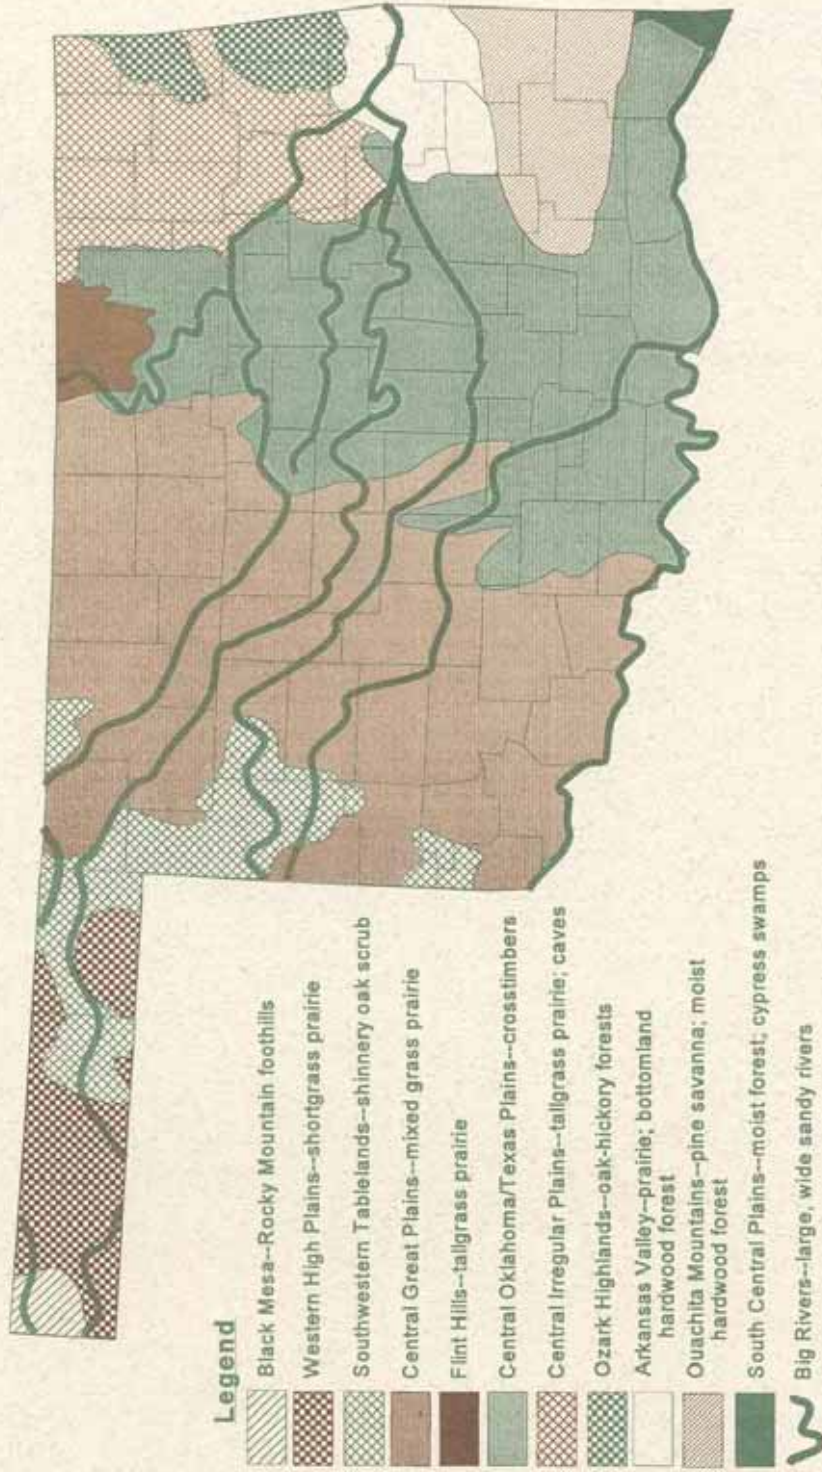 Legend
Black Mesa--Rocky Mountain foothills
Western High Plains--shortgrass prairie
Southwestern Tablelands--shinnery oak scrub
Central Great Plains--mixed grass prairie
Flint Hills--tallgrass prairie
Central Oklahoma/Texas Plains--crosstimbers
Central Irregular Plains--tallgrass prairie; caves
Ozark Highlands--oak-hickory forests
Arkansas Valley--prairie; bottomland
hardwood forest
Ouachita Mountains--pine savanna; moist
hardwood forest
South Central Plains--moist forest; cypress swamps
Big Rivers--large, wide sandy rivers